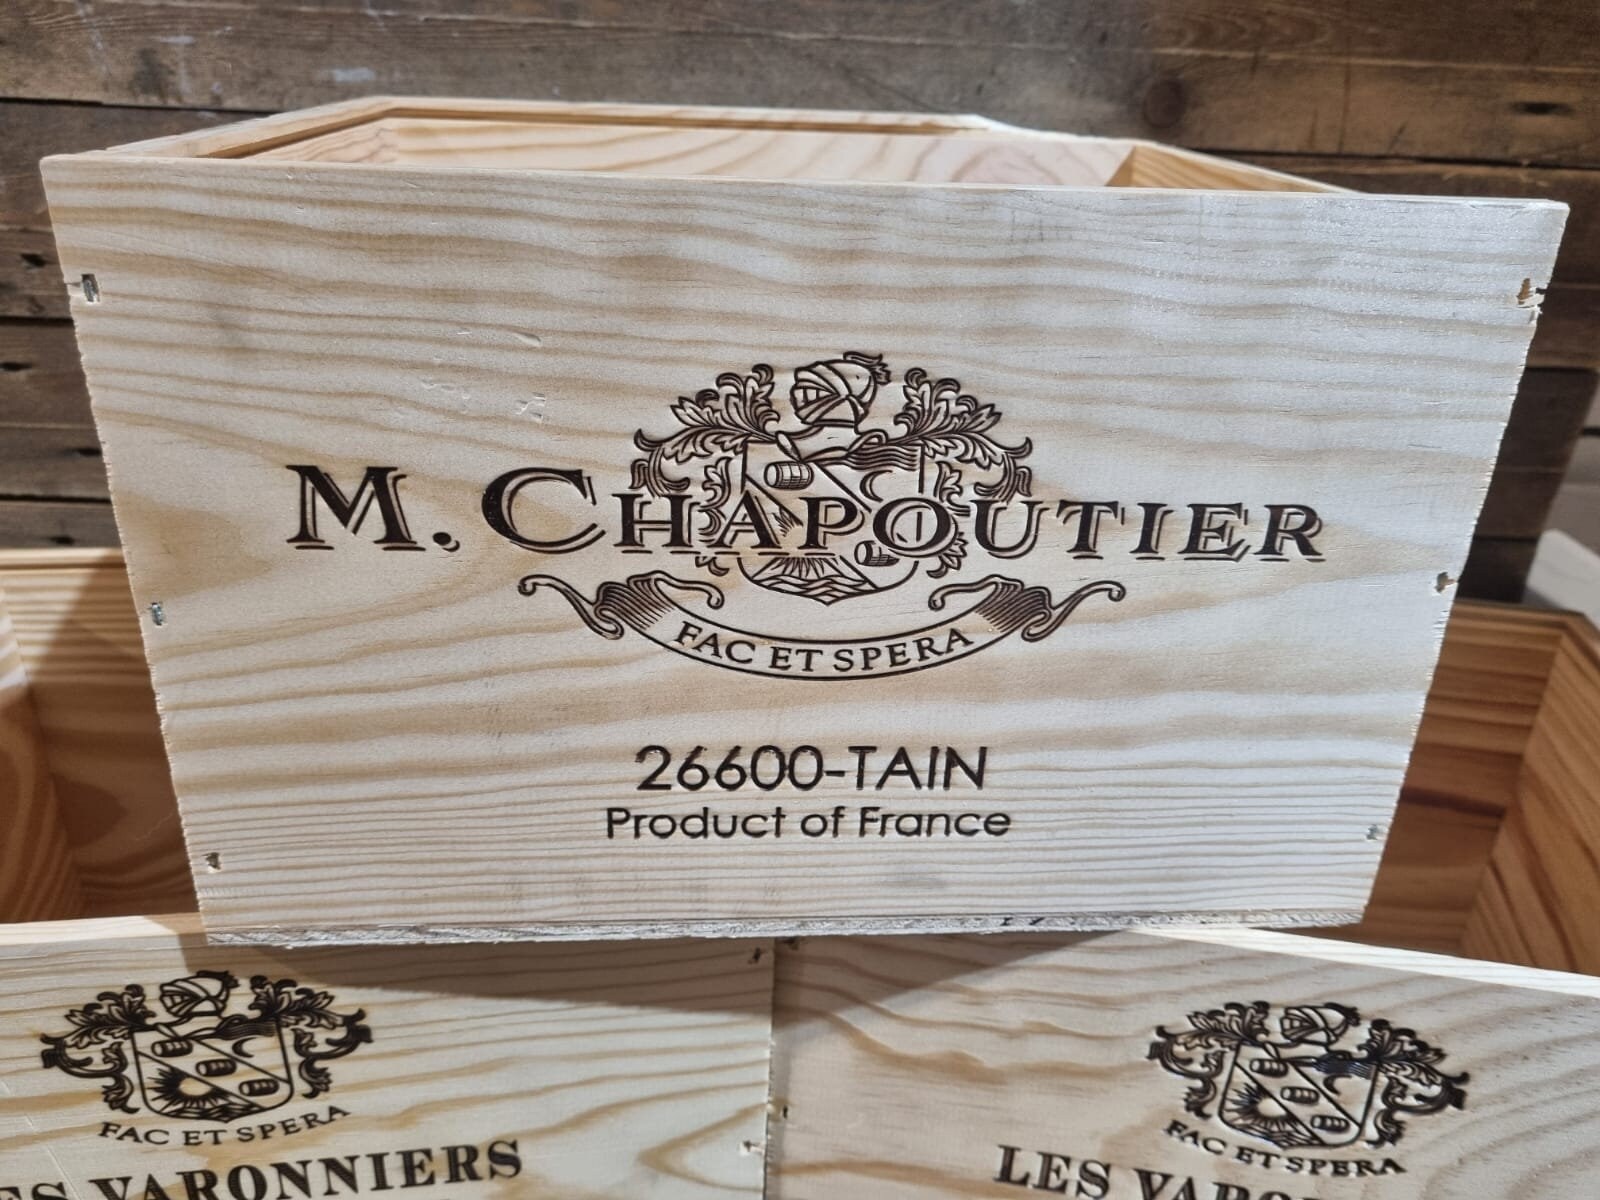 M. CHAPOUTIER
FAC ET SPERA
26600-TAIN
Product of France
FAC ET SPERA
VARONNIERS
FAC ET SPERA
LES